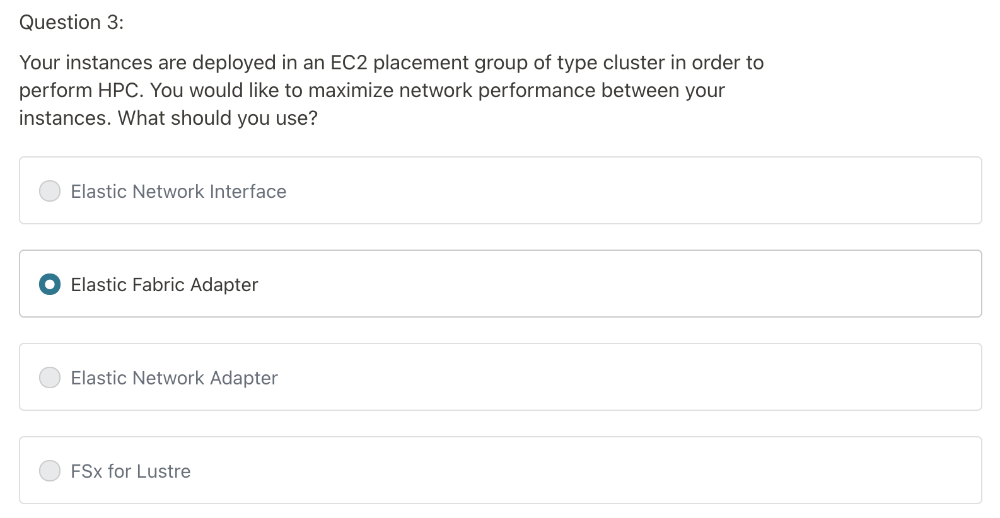 Question 3:
Your instances are deployed in an EC2 placement group of type cluster in order to
perform HPC. You would like to maximize network performance between your
instances. What should you use?
Elastic Network Interface
Elastic Fabric Adapter
Elastic Network Adapter
FSx for Lustre